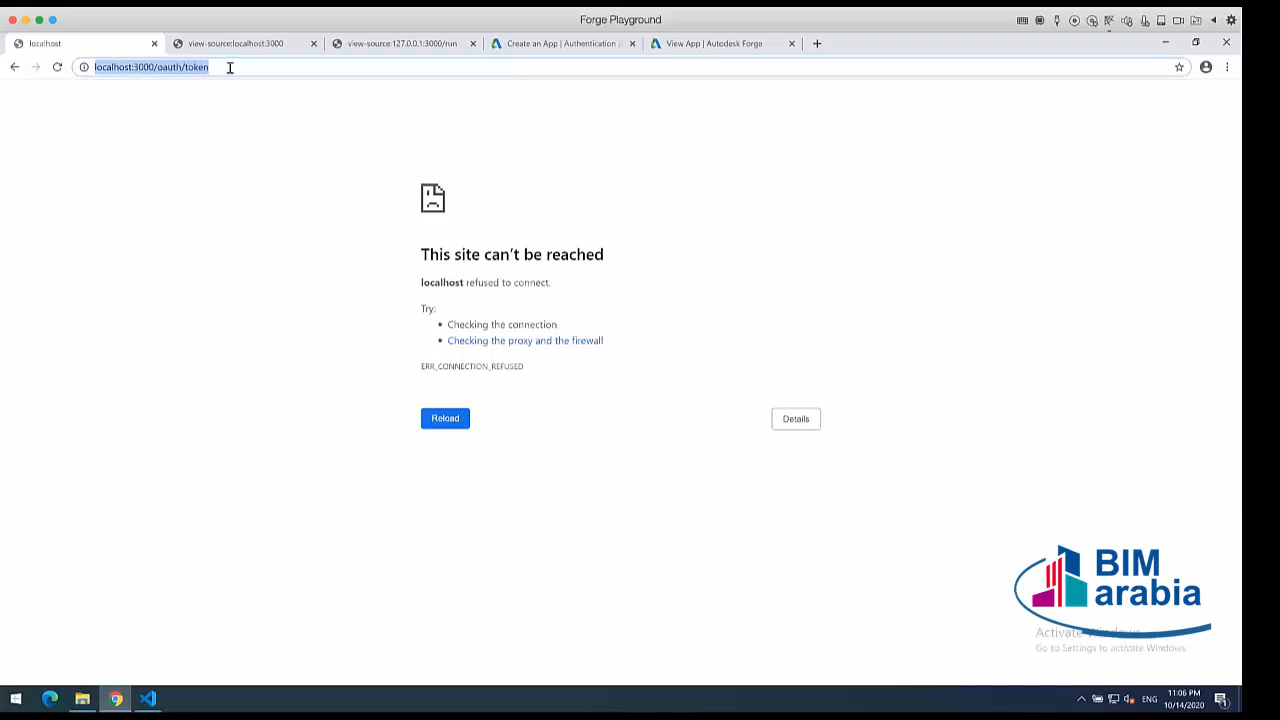 Forge Playground
localhost
view-source:localhost:3000
view-source:127.0.0.1:3000/run
Create an App | Authentication
View App | Autodesk Forge
localhost:3000/oauth/token
This site can't be reached
localhost refused to connect.
Try:
Checking the connection
Checking the proxy and the firewall
ERR_CONNECTION_REFUSED
Reload
Details
BIM
arabia
Activate Windows
Go to Settings to activate Windows.
ENG
11:06 PM
10/14/2020